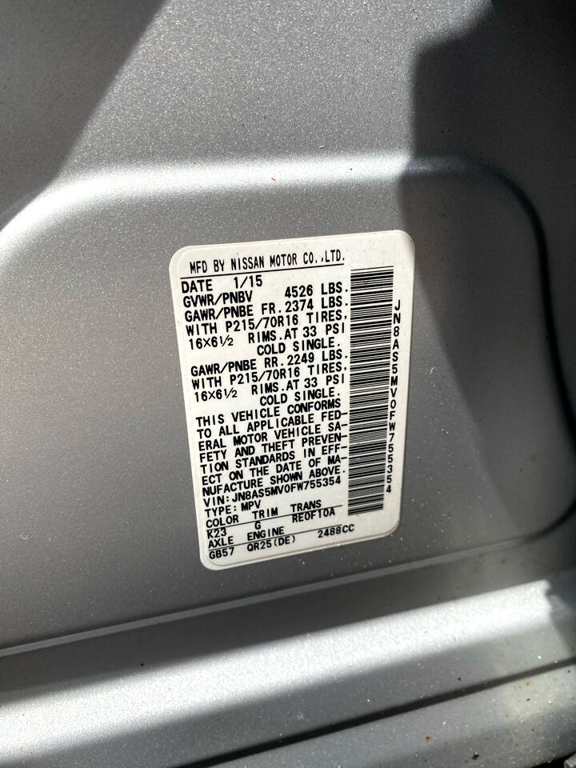 MFD BY NISSAN MOTOR CO.,LTD.
DATE 1/15
GVWR/PNBV 4526 LBS.
GAWR/PNBE FR. 2374 LBS.
WITH P215/70R16 TIRES,
16X6½ RIMS.AT 33 PSI
COLD SINGLE.
GAWR/PNBE RR. 2249 LBS.
WITH P215/70R16 TIRES,
16X6½ RIMS.AT 33 PSI
COLD SINGLE.
THIS VEHICLE CONFORMS
TO ALL APPLICABLE FED-
ERAL MOTOR VEHICLE SA-
FETY AND THEFT PREVEN-
TION STANDARDS IN EFF-
ECT ON THE DATE OF MA-
NUFACTURE SHOWN ABOVE.
VIN: JN8AS5MV0FW755354
TYPE: MPV
COLOR TRIM TRANS
K23 G RE0F10A
AXLE ENGINE
GB57 QR25(DE) 2488CC
JN8AS5MV0FW755354